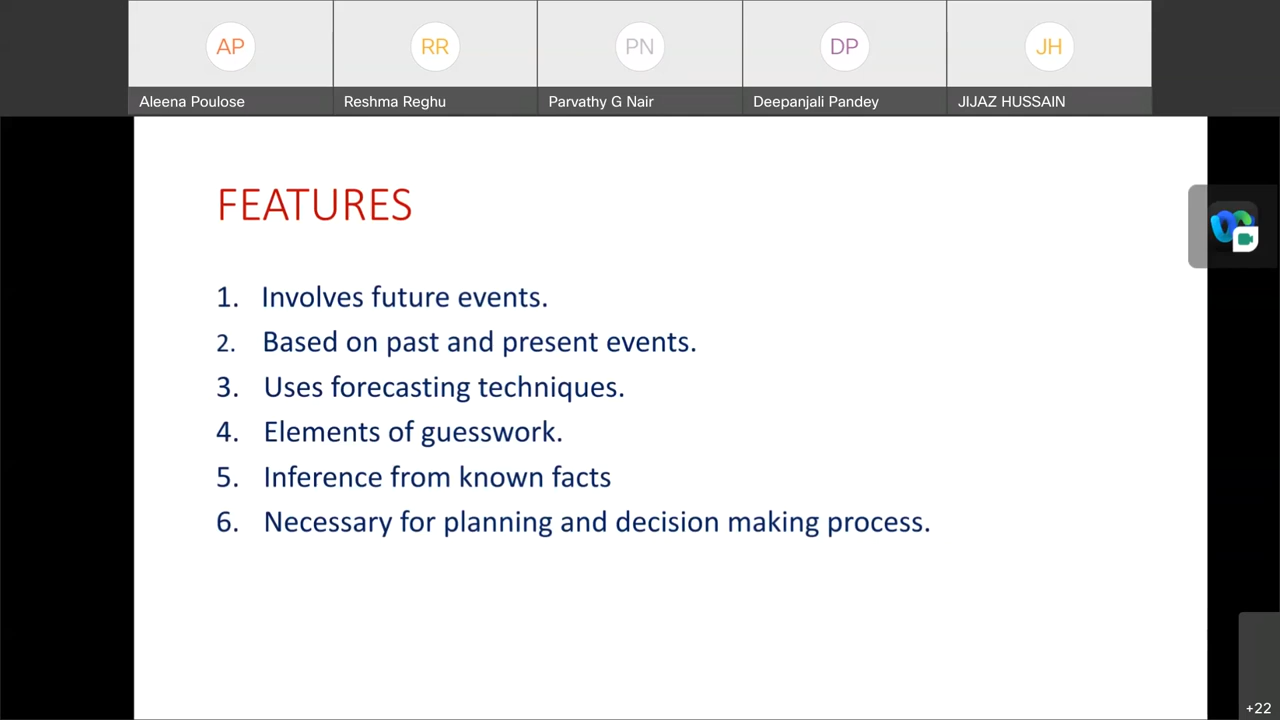 AP
RR
PN
DP
JH
Aleena Poulose
Reshma Reghu
Parvathy G Nair
Deepanjali Pandey
JIJAZ HUSSAIN
FEATURES
1. Involves future events.
2. Based on past and present events.
3. Uses forecasting techniques.
4. Elements of guesswork.
5. Inference from known facts
6. Necessary for planning and decision making process.
+22